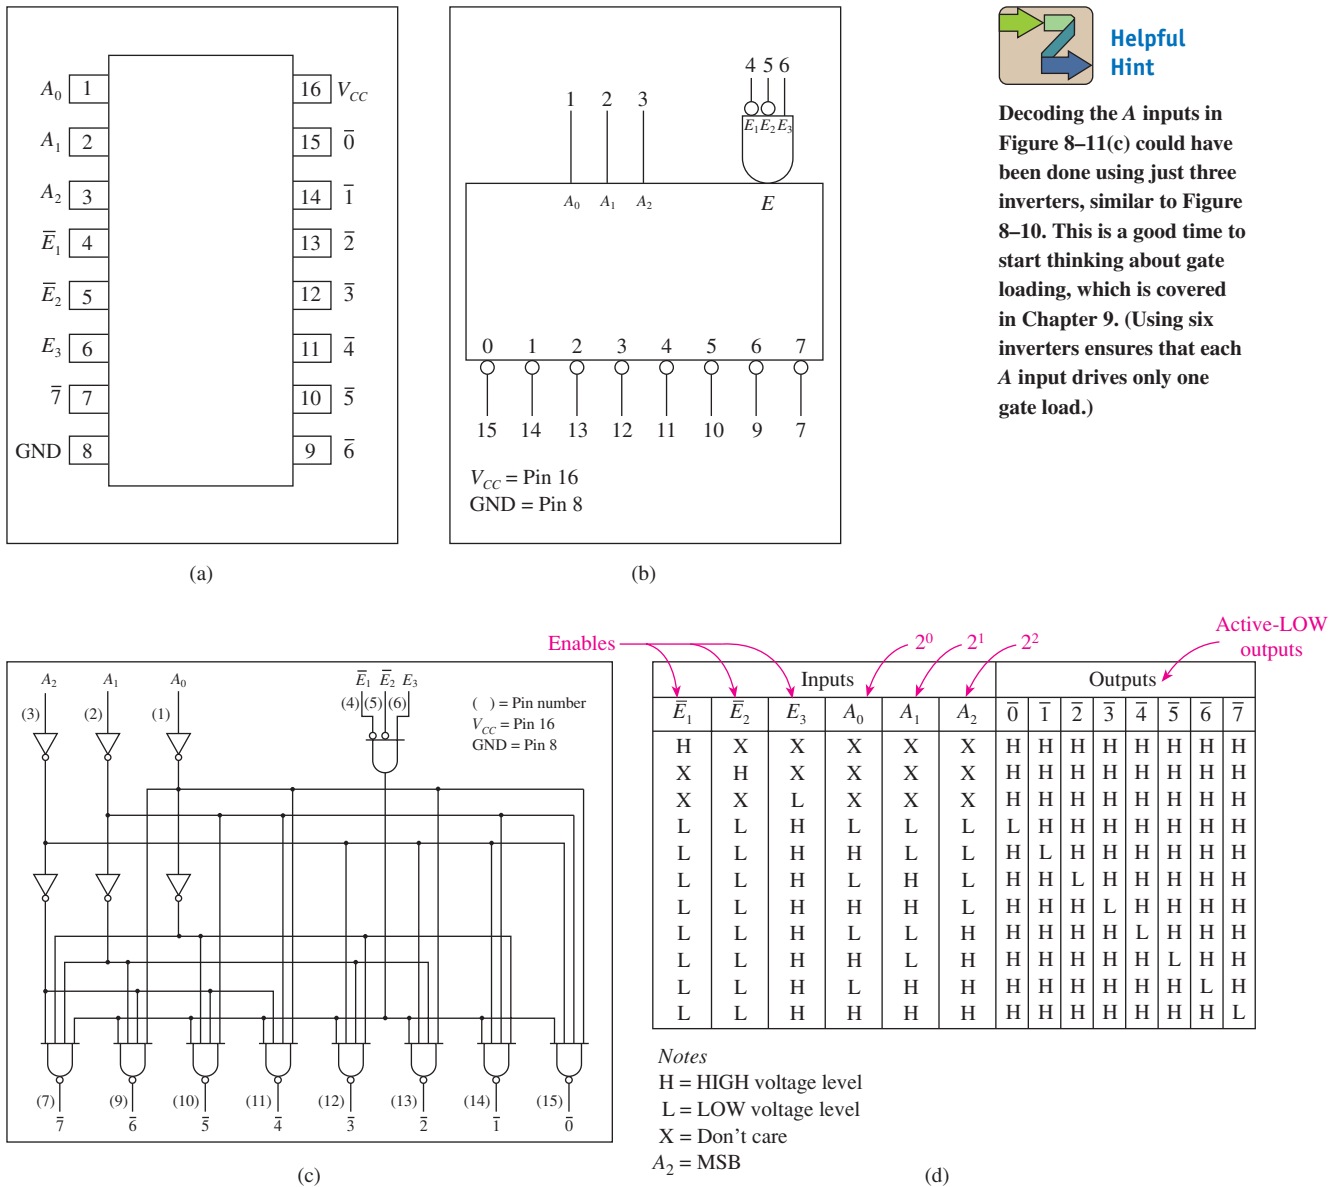 A₀ 1 16 V_CC
A₁ 2 15 0̅
A₂ 3 14 1̅
E̅₁ 4 13 2̅
E̅₂ 5 12 3̅
E₃ 6 11 4̅
7̅ 7 10 5̅
GND 8 9 6̅
(a)
4 5 6
1 2 3
E₁ E₂ E₃
A₀ A₁ A₂ E
0 1 2 3 4 5 6 7
15 14 13 12 11 10 9 7
V_CC = Pin 16
GND = Pin 8
(b)
Helpful
Hint
Decoding the A inputs in
Figure 8–11(c) could have
been done using just three
inverters, similar to Figure
8–10. This is a good time to
start thinking about gate
loading, which is covered
in Chapter 9. (Using six
inverters ensures that each
A input drives only one
gate load.)
A₂ A₁ A₀ E̅₁ E̅₂ E₃
(3) (2) (1) (4) (5) (6)
( ) = Pin number
V_CC = Pin 16
GND = Pin 8
(7) (9) (10) (11) (12) (13) (14) (15)
7̅ 6̅ 5̅ 4̅ 3̅ 2̅ 1̅ 0̅
(c)
Enables 2⁰ 2¹ 2² Active-LOW
outputs
Inputs Outputs
E̅₁ E̅₂ E₃ A₀ A₁ A₂ 0̅ 1̅ 2̅ 3̅ 4̅ 5̅ 6̅ 7̅
H X X X X X H H H H H H H H
X H X X X X H H H H H H H H
X X L X X X H H H H H H H H
L L H L L L L H H H H H H H
L L H H L L H L H H H H H H
L L H L H L H H L H H H H H
L L H H H L H H H L H H H H
L L H L L H H H H H L H H H
L L H H L H H H H H H L H H
L L H L H H H H H H H H L H
L L H H H H H H H H H H H L
Notes
H = HIGH voltage level
L = LOW voltage level
X = Don't care
A₂ = MSB
(d)